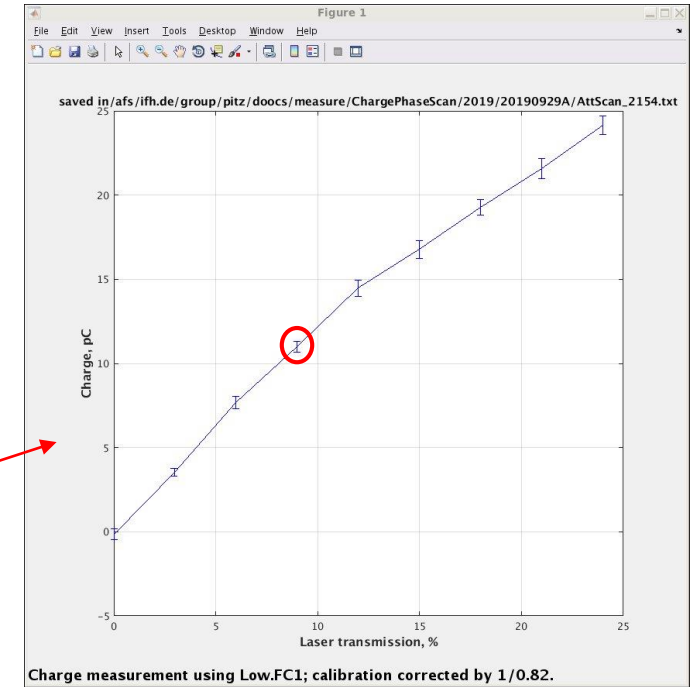 Figure 1
File Edit View Insert Tools Desktop Window Help
saved in/afs/ifh.de/group/pitz/doocs/measure/ChargePhaseScan/2019/20190929A/AttScan_2154.txt
25
20
15
10
5
0
-5
Charge, pC
0 5 10 15 20 25
Laser transmission, %
Charge measurement using Low.FC1; calibration corrected by 1/0.82.